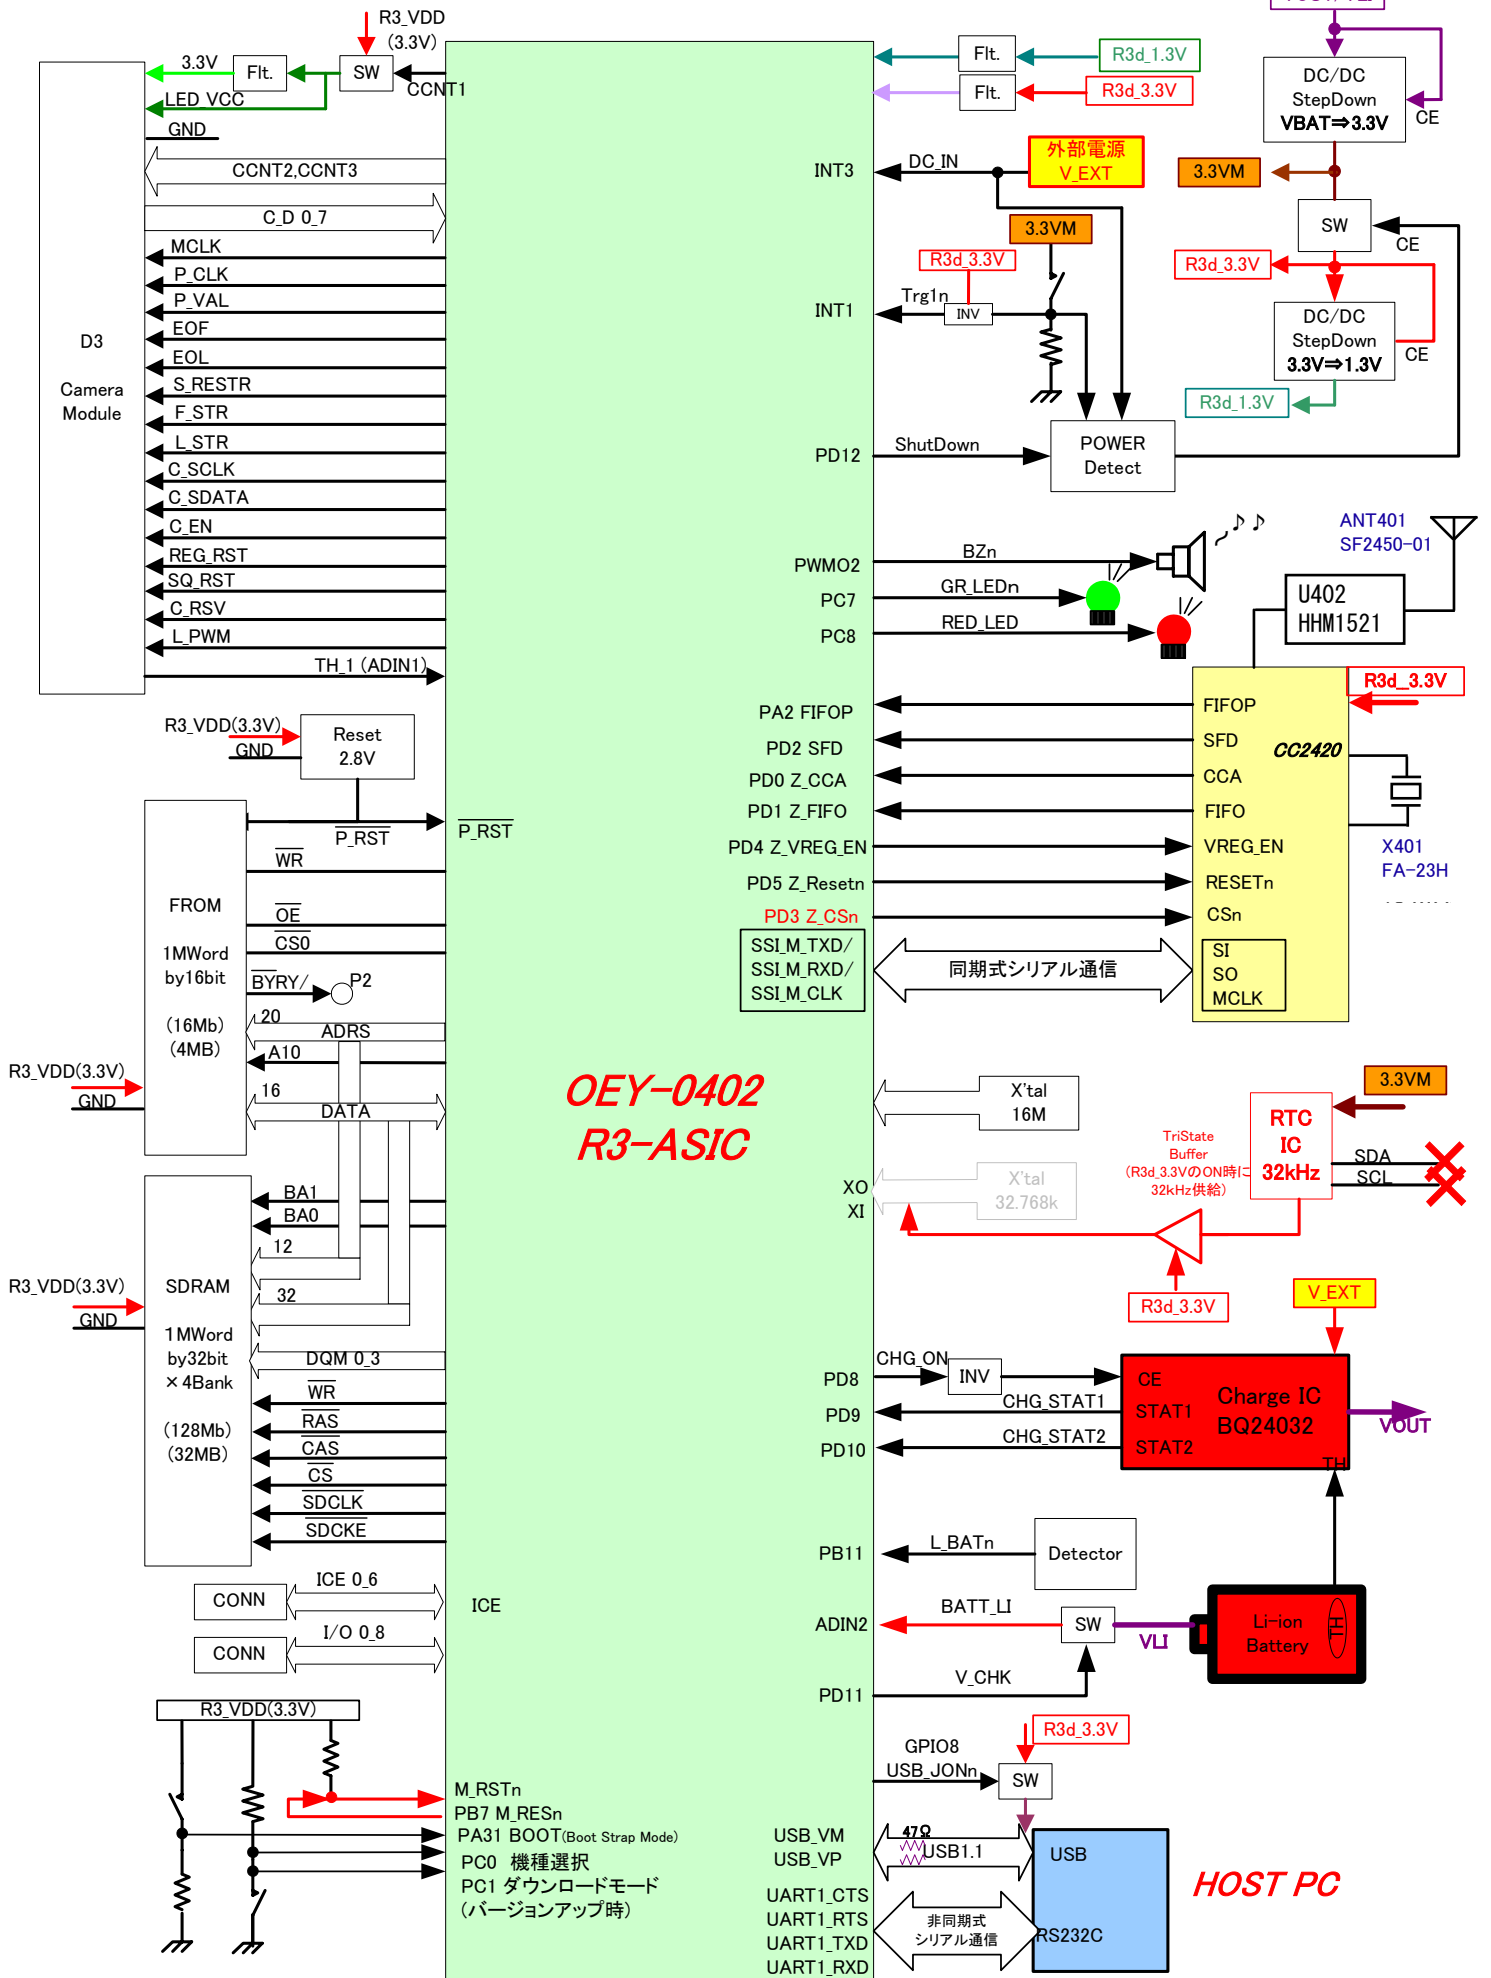 R3_VDD
(3.3V)
3.3V
Flt.
SW
CCNT1
LED_VCC
GND
CCNT2,CCNT3
C_D 0_7
MCLK
P_CLK
P_VAL
EOF
EOL
S_RESTR
F_STR
L_STR
C_SCLK
C_SDATA
C_EN
REG_RST
SQ_RST
C_RSV
L_PWM
TH_1 (ADIN1)
D3
Camera
Module
R3_VDD(3.3V)
GND
Reset
2.8V
P_RST
P_RST
WR
OE
CS0
BYRY/
P2
20
ADRS
A10
16
DATA
FROM
1MWord
by16bit
(16Mb)
(4MB)
R3_VDD(3.3V)
GND
BA1
BA0
12
32
DQM 0_3
WR
RAS
CAS
CS
SDCLK
SDCKE
SDRAM
1MWord
by32bit
×4Bank
(128Mb)
(32MB)
R3_VDD(3.3V)
GND
CONN
ICE 0_6
ICE
CONN
I/O 0_8
R3_VDD(3.3V)
M_RSTn
PB7 M_RESn
PA31 BOOT(Boot Strap Mode)
PC0 機種選択
PC1 ダウンロードモード
(バージョンアップ時)
OEY-0402
R3-ASIC
Flt.
R3d_1.3V
Flt.
R3d_3.3V
INT3
DC_IN
外部電源
V_EXT
3.3VM
R3d_3.3V
INT1
Trg1n
INV
PD12
ShutDown
POWER
Detect
DC/DC
StepDown
VBAT⇒3.3V
CE
3.3VM
SW
CE
R3d_3.3V
DC/DC
StepDown
3.3V⇒1.3V
CE
R3d_1.3V
PWMO2
BZn
♪♪
PC7
GR_LEDn
PC8
RED_LED
ANT401
SF2450-01
U402
HHM1521
R3d_3.3V
PA2 FIFOP
PD2 SFD
PD0 Z_CCA
PD1 Z_FIFO
PD4 Z_VREG_EN
PD5 Z_Resetn
PD3 Z_CSn
SSI_M_TXD/
SSI_M_RXD/
SSI_M_CLK
同期式シリアル通信
FIFOP
SFD
CC2420
CCA
FIFO
VREG_EN
RESETn
CSn
SI
SO
MCLK
X401
FA-23H
X'tal
16M
XO
XI
X'tal
32.768k
TriState
Buffer
(R3d_3.3VのON時に
32kHz供給)
RTC
IC
32kHz
3.3VM
SDA
SCL
R3d_3.3V
V_EXT
PD8
CHG_ON
INV
PD9
CHG_STAT1
PD10
CHG_STAT2
CE
STAT1
STAT2
Charge IC
BQ24032
TH
VOUT
PB11
L_BATn
Detector
ADIN2
BATT_LI
SW
VLI
Li-ion
Battery
TH
PD11
V_CHK
R3d_3.3V
GPIO8
USB_JONn
SW
USB_VM
USB_VP
47Ω
USB1.1
USB
UART1_CTS
UART1_RTS
UART1_TXD
UART1_RXD
非同期式
シリアル通信
RS232C
HOST PC